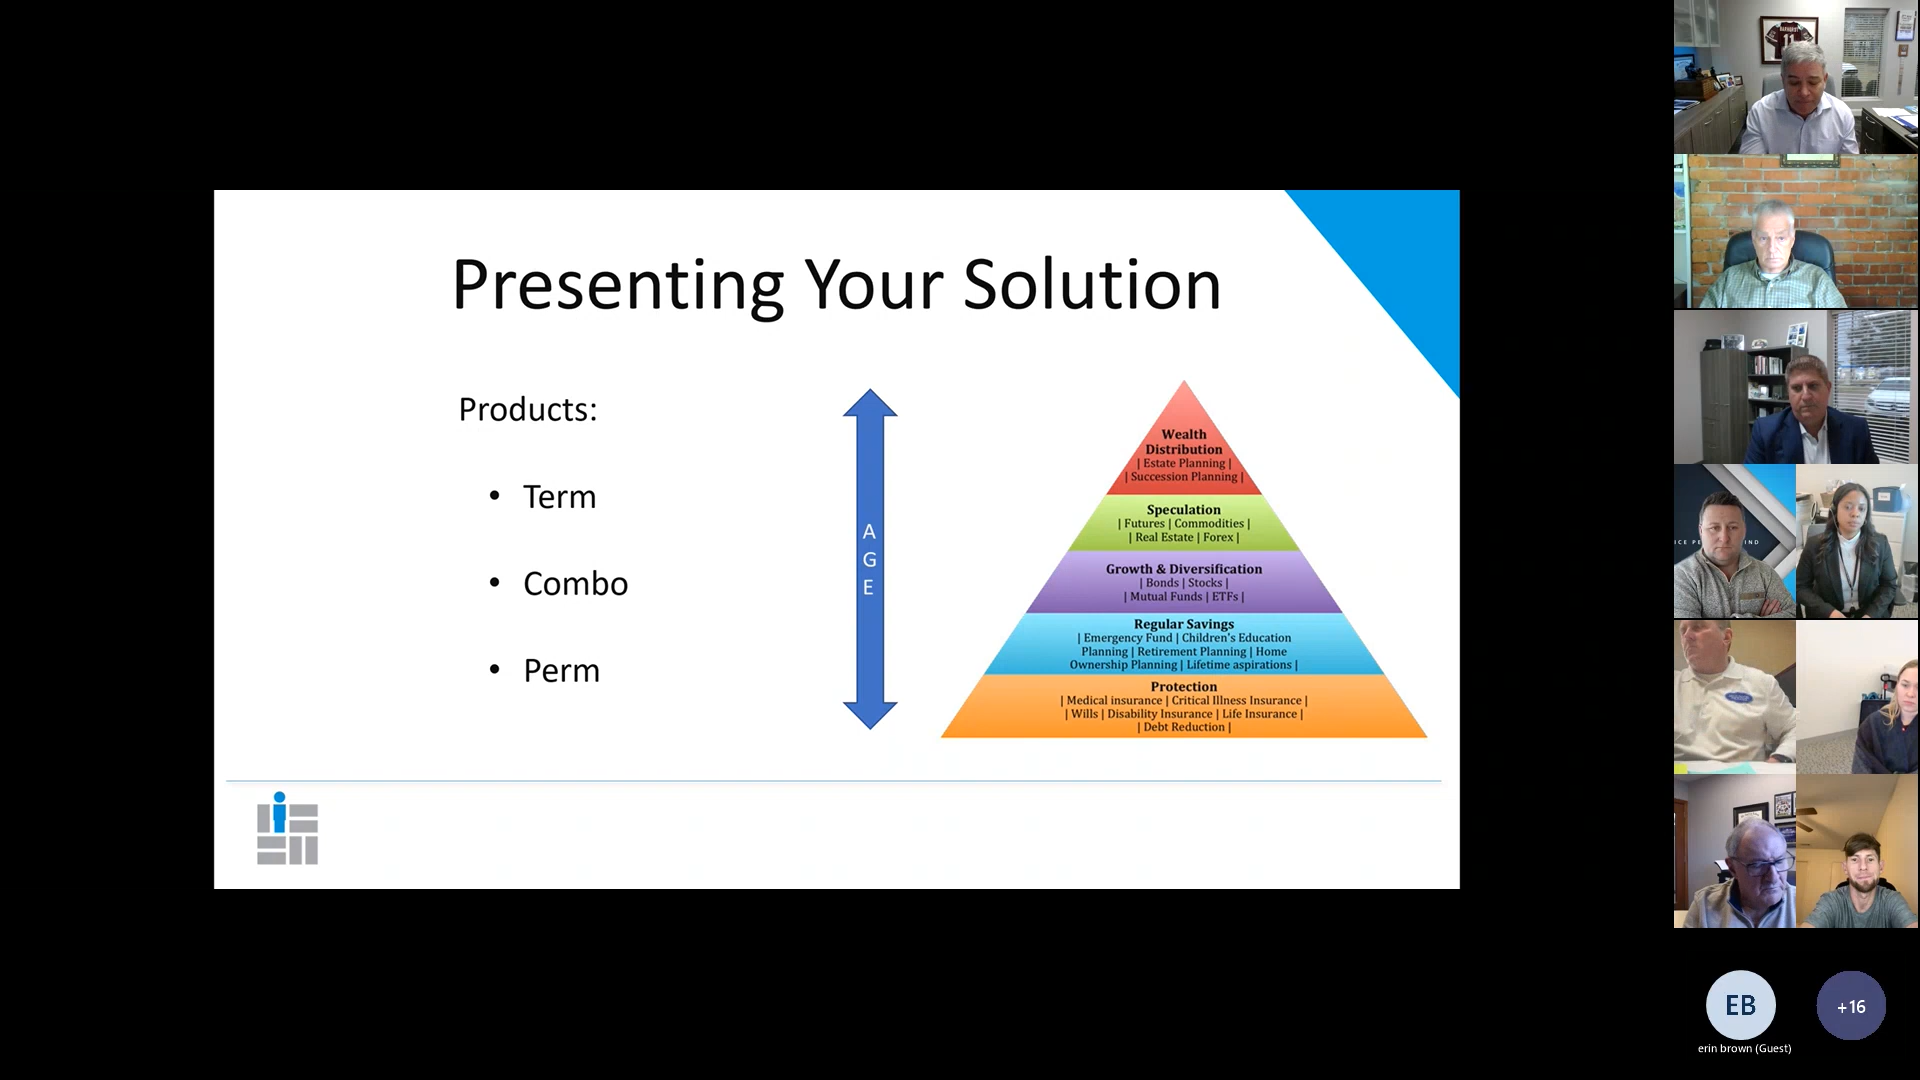 Presenting Your Solution
Products:
• Term
• Combo
• Perm
A
G
E
Wealth
Distribution
| Estate Planning |
| Succession Planning |
Speculation
| Futures | Commodities |
| Real Estate | Forex |
Growth & Diversification
| Bonds | Stocks |
| Mutual Funds | ETFs |
Regular Savings
| Emergency Fund | Children's Education
Planning | Retirement Planning | Home
Ownership Planning | Lifetime aspirations |
Protection
| Medical insurance | Critical Illness Insurance |
| Wills | Disability Insurance | Life Insurance |
| Debt Reduction |
11
EB
+16
erin brown (Guest)